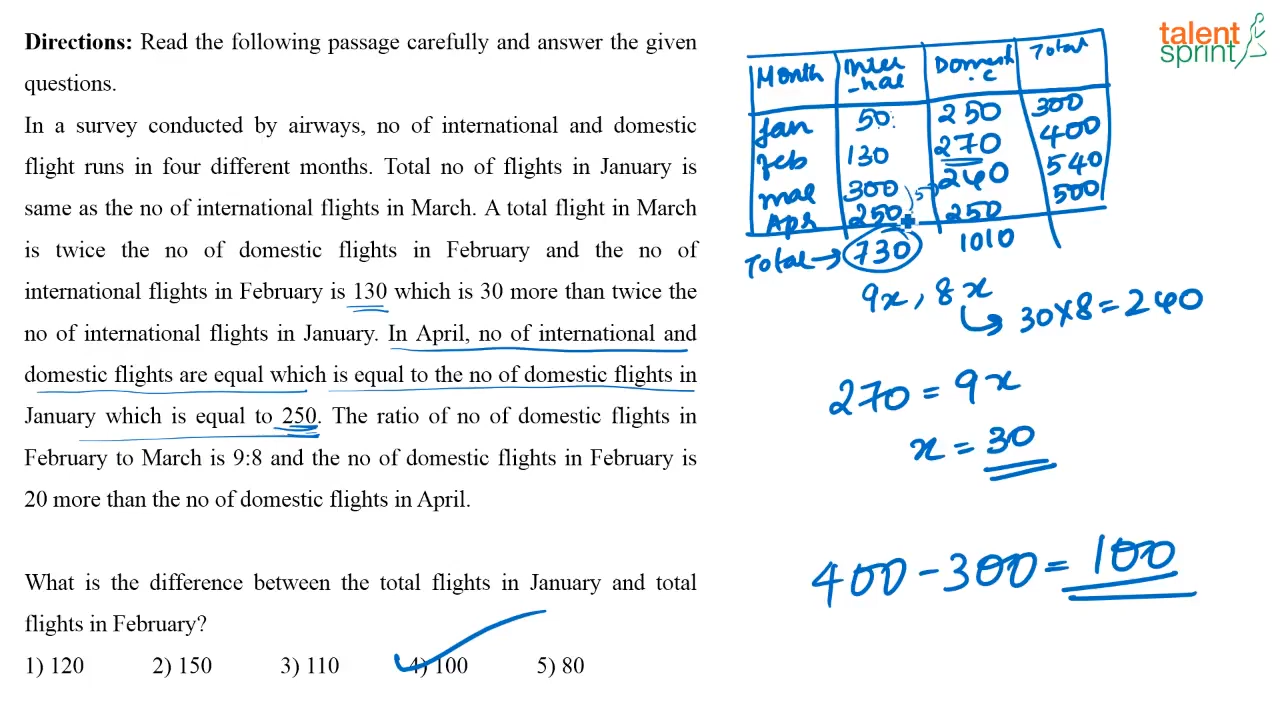 Directions: Read the following passage carefully and answer the given
questions.
In a survey conducted by airways, no of international and domestic
flight runs in four different months. Total no of flights in January is
same as the no of international flights in March. A total flight in March
is twice the no of domestic flights in February and the no of
international flights in February is 130 which is 30 more than twice the
no of international flights in January. In April, no of international and
domestic flights are equal which is equal to the no of domestic flights in
January which is equal to 250. The ratio of no of domestic flights in
February to March is 9:8 and the no of domestic flights in February is
20 more than the no of domestic flights in April.
What is the difference between the total flights in January and total
flights in February?
1) 120 2) 150 3) 110 4) 100 5) 80
talent
sprint
Month Inter Domest Total
-nal ic
Jan 50 250 300
Feb 130 270 400
Mar 300 240 540
Apr 250 250 500
Total → 730 1010
9x, 8x
30×8=240
270 = 9x
x = 30
400-300=100